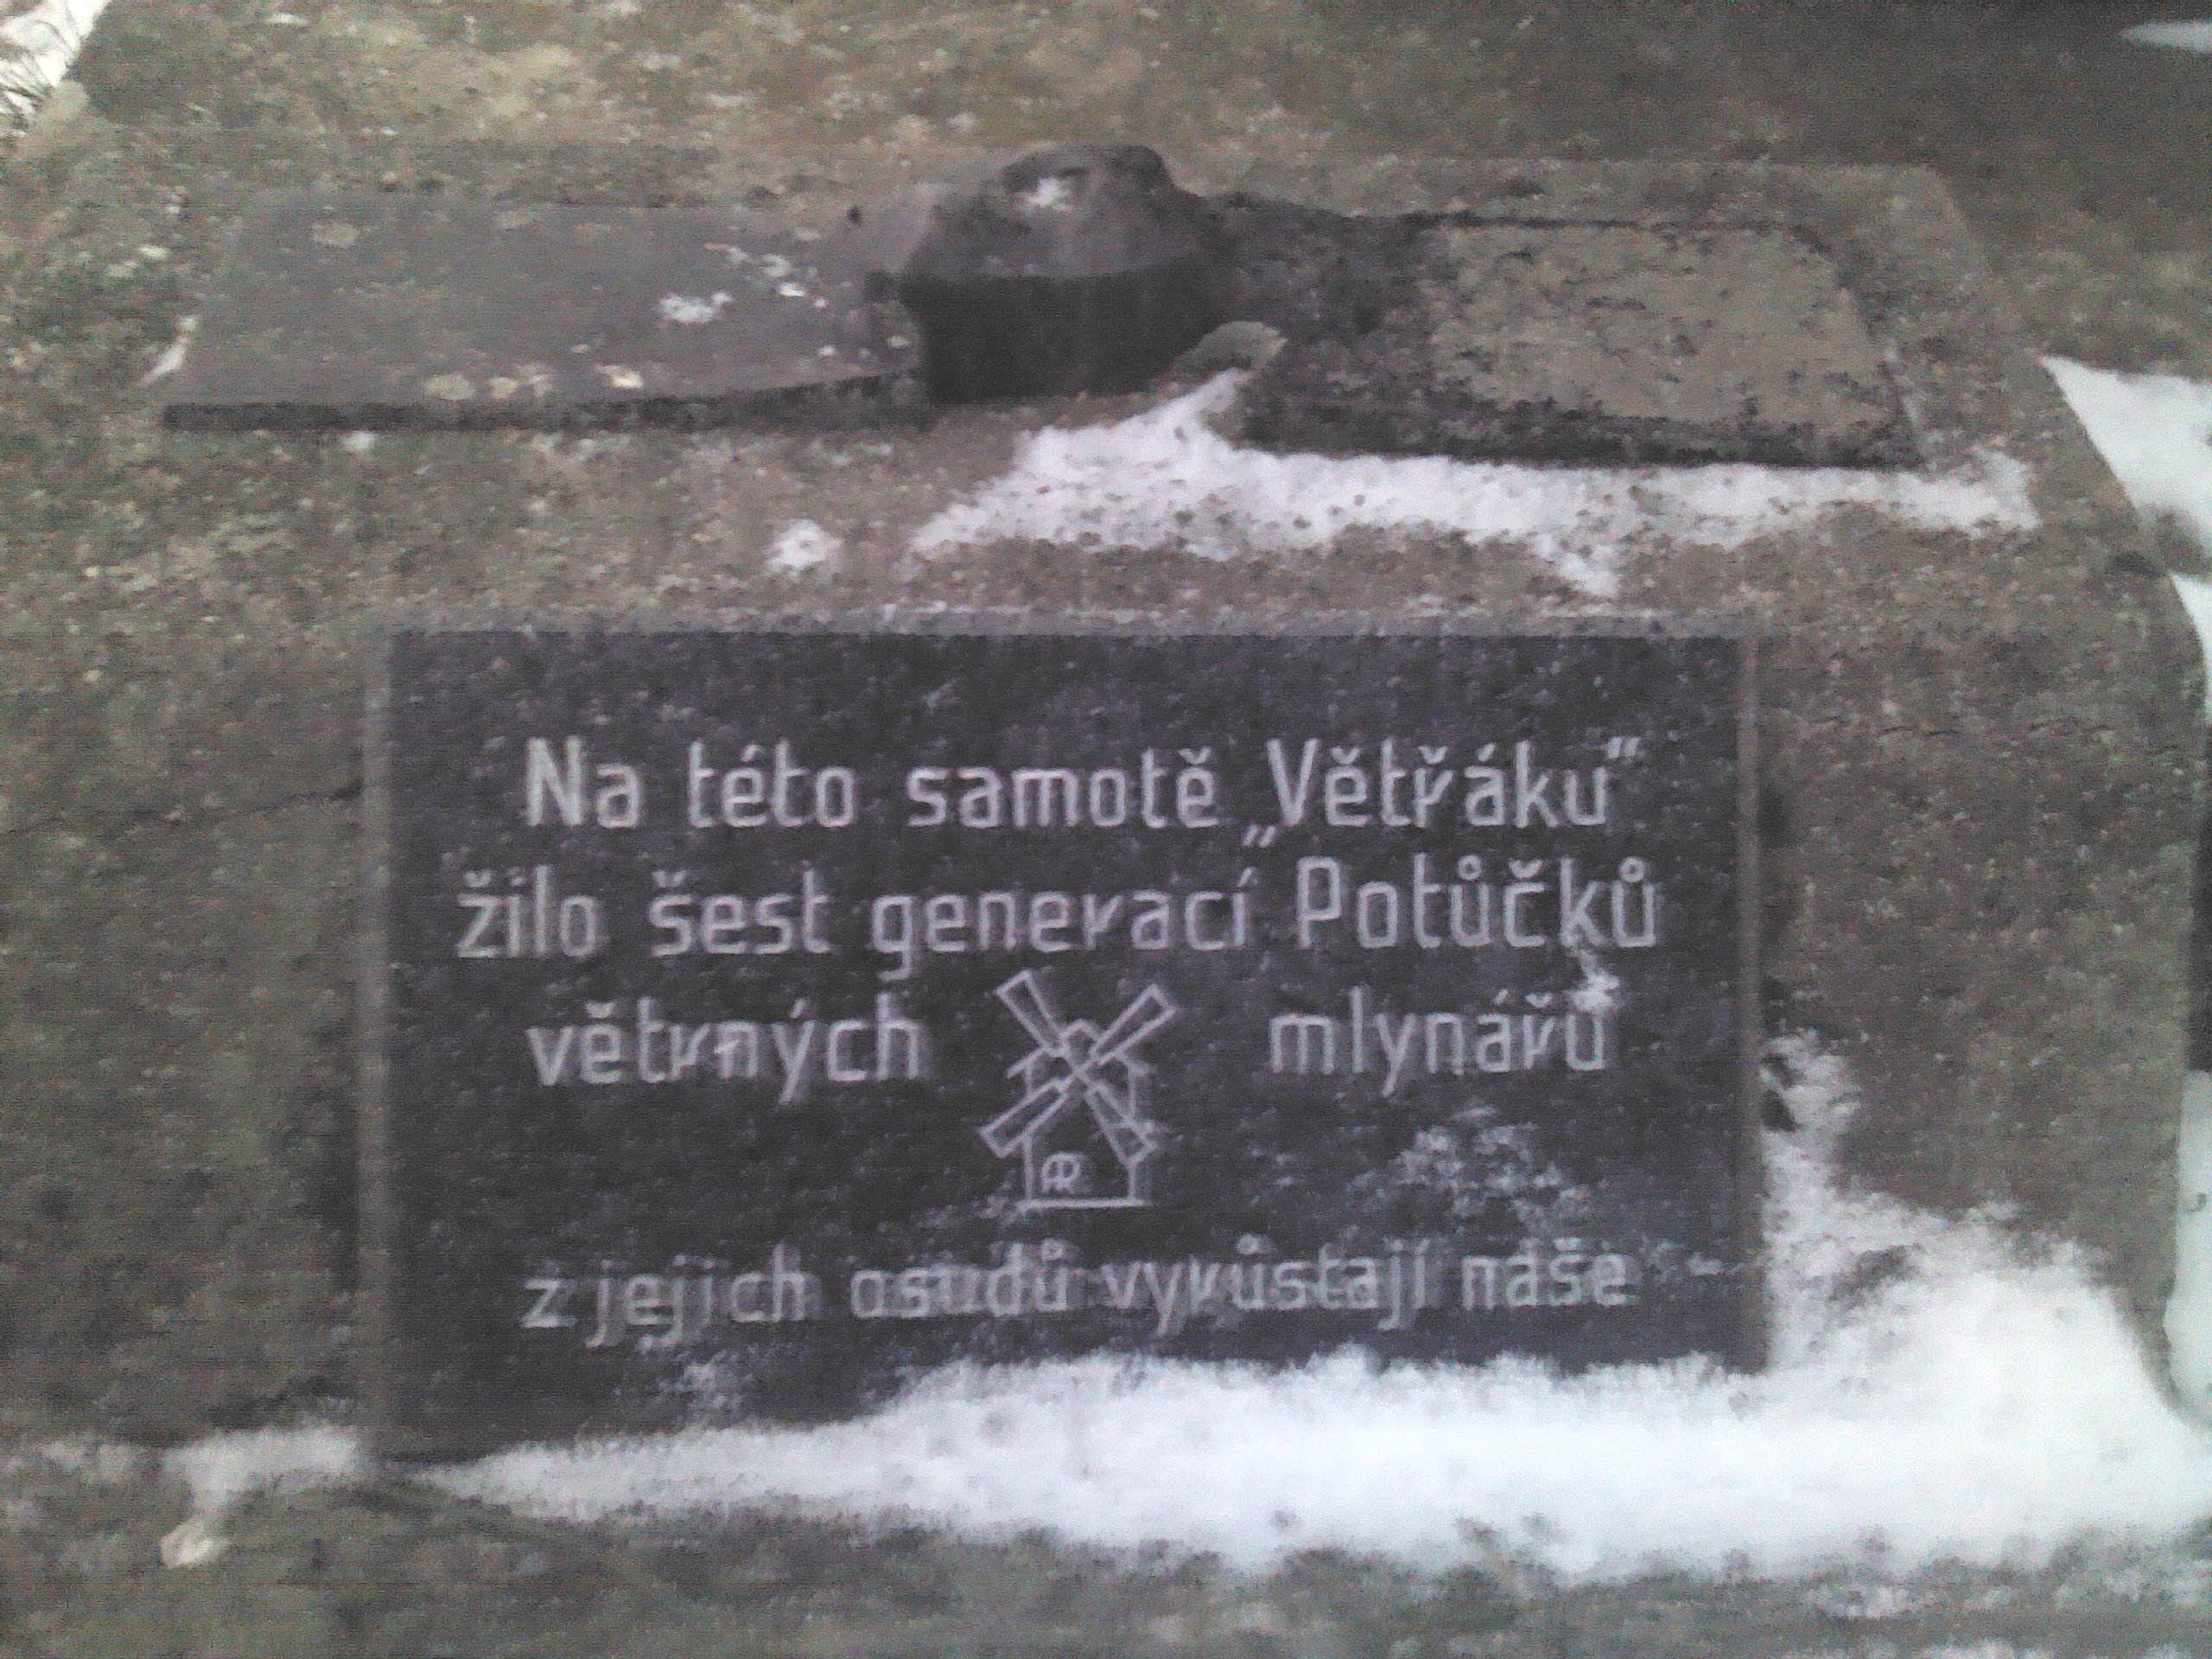 Na této samotě „Větřáku“
žilo šest generací „Potůčků
větrných mlynářů
z jejich osudů vyrůstají naše